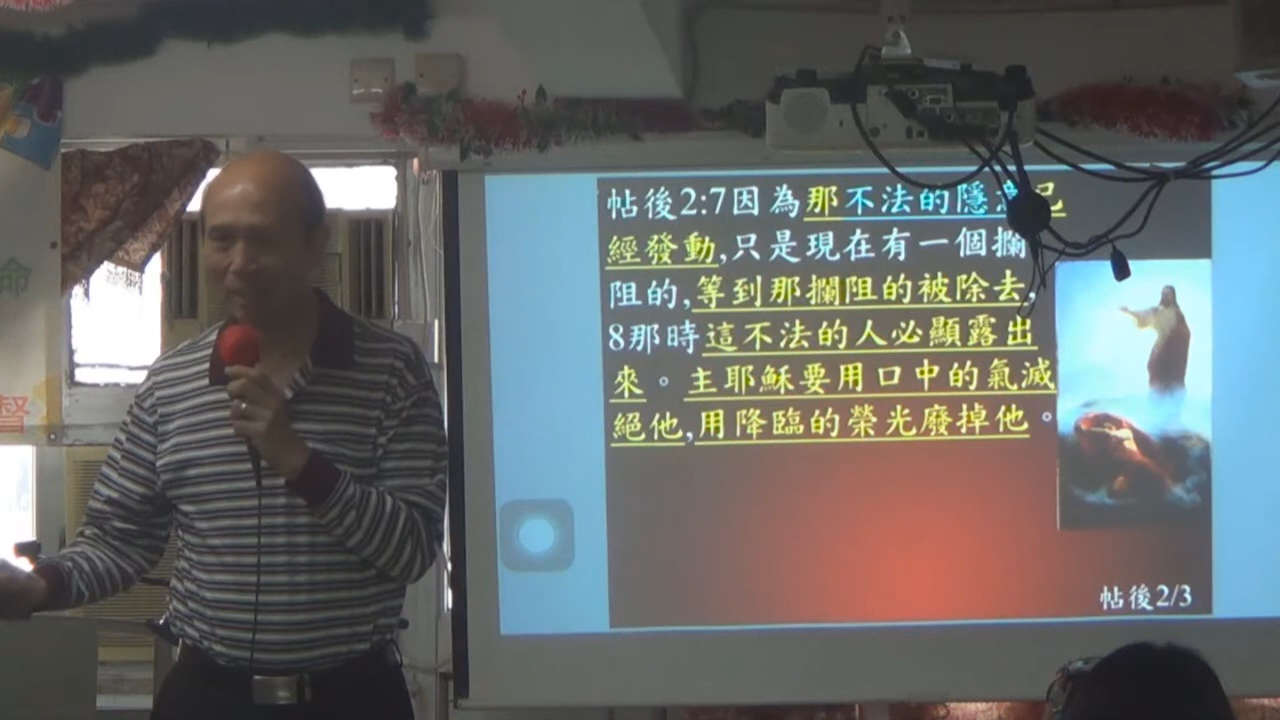 命
督
帖後2:7因為那不法的隱意已
經發動,只是現在有一個攔
阻的,等到那攔阻的被除去,
8那時這不法的人必顯露出
來。主耶穌要用口中的氣滅
絕他,用降臨的榮光廢掉他。
帖後2/3